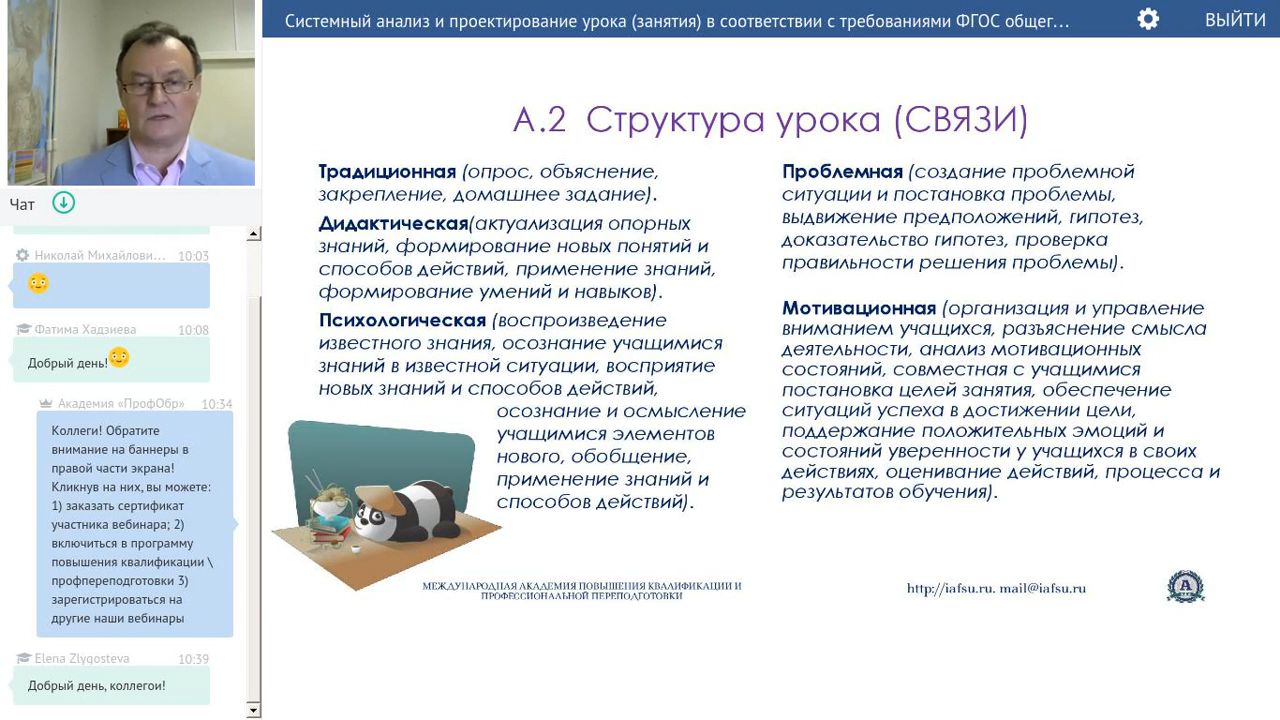 Системный анализ и проектирование урока (занятия) в соответствии с требованиями ФГОС общег...
ВЫЙТИ
Чат
Николай Михайлови... 10:03
Фатима Хадзиева 10:08
Добрый день!
Академия «ПрофОбр» 10:34
Коллеги! Обратите
внимание на баннеры в
правой части экрана!
Кликнув на них, вы можете:
1) заказать сертификат
участника вебинара; 2)
включиться в программу
повышения квалификации \
профпереподготовки 3)
зарегистрироваться на
другие наши вебинары
Elena Zlygosteva 10:39
Добрый день, коллегои!
А.2 Структура урока (СВЯЗИ)
Традиционная (опрос, объяснение,
закрепление, домашнее задание).
Дидактическая(актуализация опорных
знаний, формирование новых понятий и
способов действий, применение знаний,
формирование умений и навыков).
Психологическая (воспроизведение
известного знания, осознание учащимися
знаний в известной ситуации, восприятие
новых знаний и способов действий,
осознание и осмысление
учащимися элементов
нового, обобщение,
применение знаний и
способов действий).
Проблемная (создание проблемной
ситуации и постановка проблемы,
выдвижение предположений, гипотез,
доказательство гипотез, проверка
правильности решения проблемы).
Мотивационная (организация и управление
вниманием учащихся, разъяснение смысла
деятельности, анализ мотивационных
состояний, совместная с учащимися
постановка целей занятия, обеспечение
ситуаций успеха в достижении цели,
поддержание положительных эмоций и
состояний уверенности у учащихся в своих
действиях, оценивание действий, процесса и
результатов обучения).
МЕЖДУНАРОДНАЯ АКАДЕМИЯ ПОВЫШЕНИЯ КВАЛИФИКАЦИИ И
ПРОФЕССИОНАЛЬНОЙ ПЕРЕПОДГОТОВКИ
http://iafsu.ru. mail@iafsu.ru